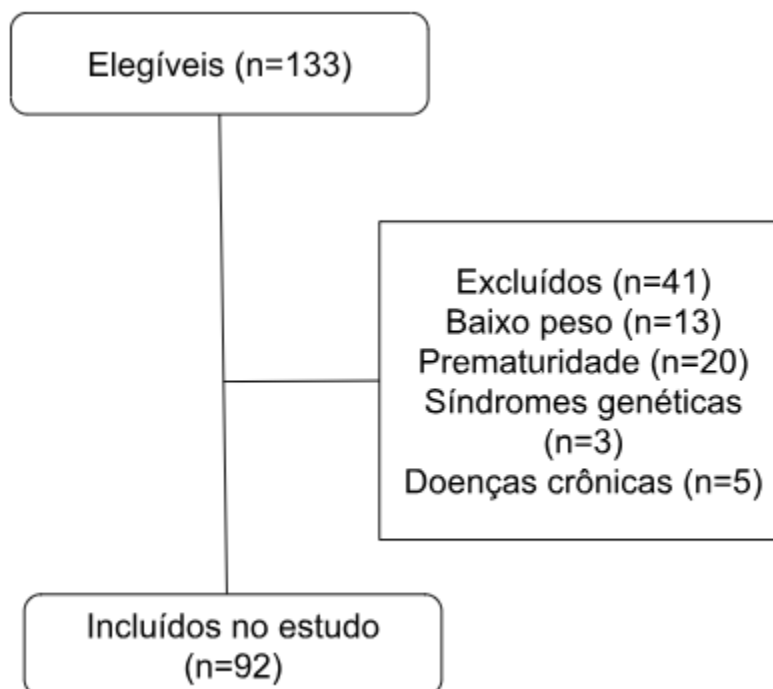 Elegíveis (n=133)
Excluídos (n=41)
Baixo peso (n=13)
Prematuridade (n=20)
Síndromes genéticas
(n=3)
Doenças crônicas (n=5)
Incluídos no estudo
(n=92)